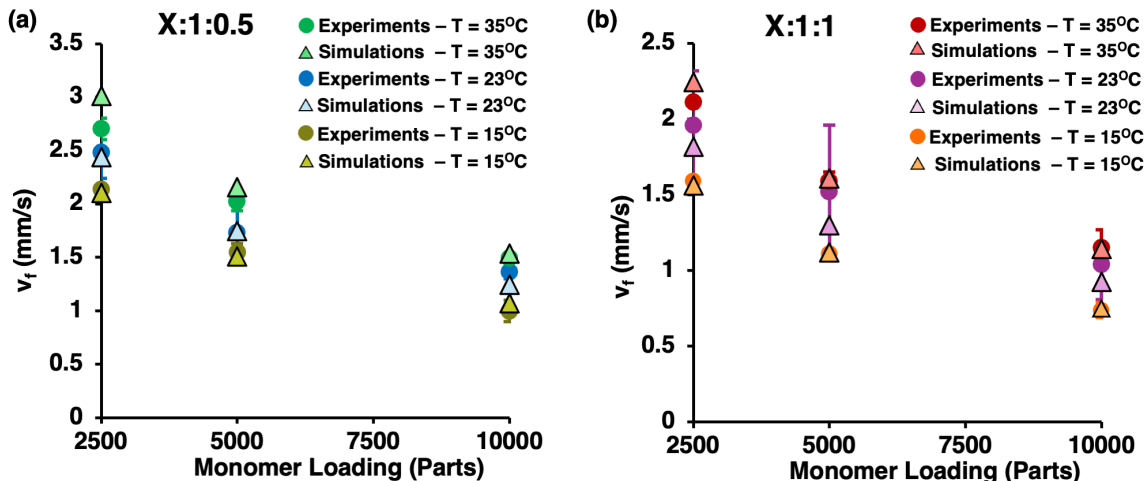 (a)
X:1:0.5
Experiments – T = 35ᴼC
Simulations – T = 35ᴼC
Experiments – T = 23ᴼC
Simulations – T = 23ᴼC
Experiments – T = 15ᴼC
Simulations – T = 15ᴼC
3.5
3
2.5
2
1.5
1
0.5
0
v_f (mm/s)
2500 5000 7500 10000
Monomer Loading (Parts)
(b)
X:1:1
Experiments – T = 35ᴼC
Simulations – T = 35ᴼC
Experiments – T = 23ᴼC
Simulations – T = 23ᴼC
Experiments – T = 15ᴼC
Simulations – T = 15ᴼC
2.5
2
1.5
1
0.5
0
v_f (mm/s)
2500 5000 7500 10000
Monomer Loading (Parts)